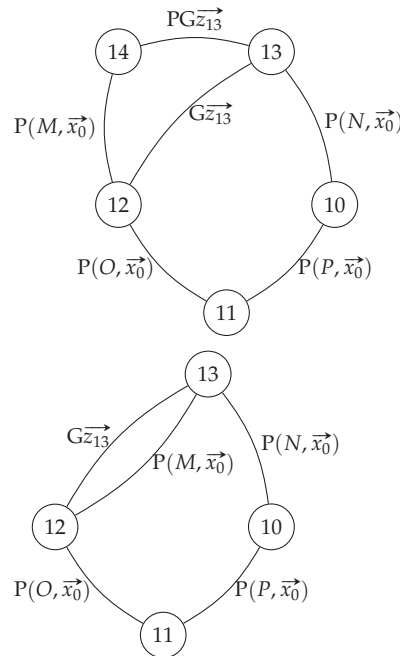 PG$\overrightarrow{z_{13}}$
14 13
P($M, \overrightarrow{x_0}$) G$\overrightarrow{z_{13}}$ P($N, \overrightarrow{x_0}$)
12 10
P($O, \overrightarrow{x_0}$) P($P, \overrightarrow{x_0}$)
11
13
G$\overrightarrow{z_{13}}$ P($M, \overrightarrow{x_0}$) P($N, \overrightarrow{x_0}$)
12 10
P($O, \overrightarrow{x_0}$) P($P, \overrightarrow{x_0}$)
11